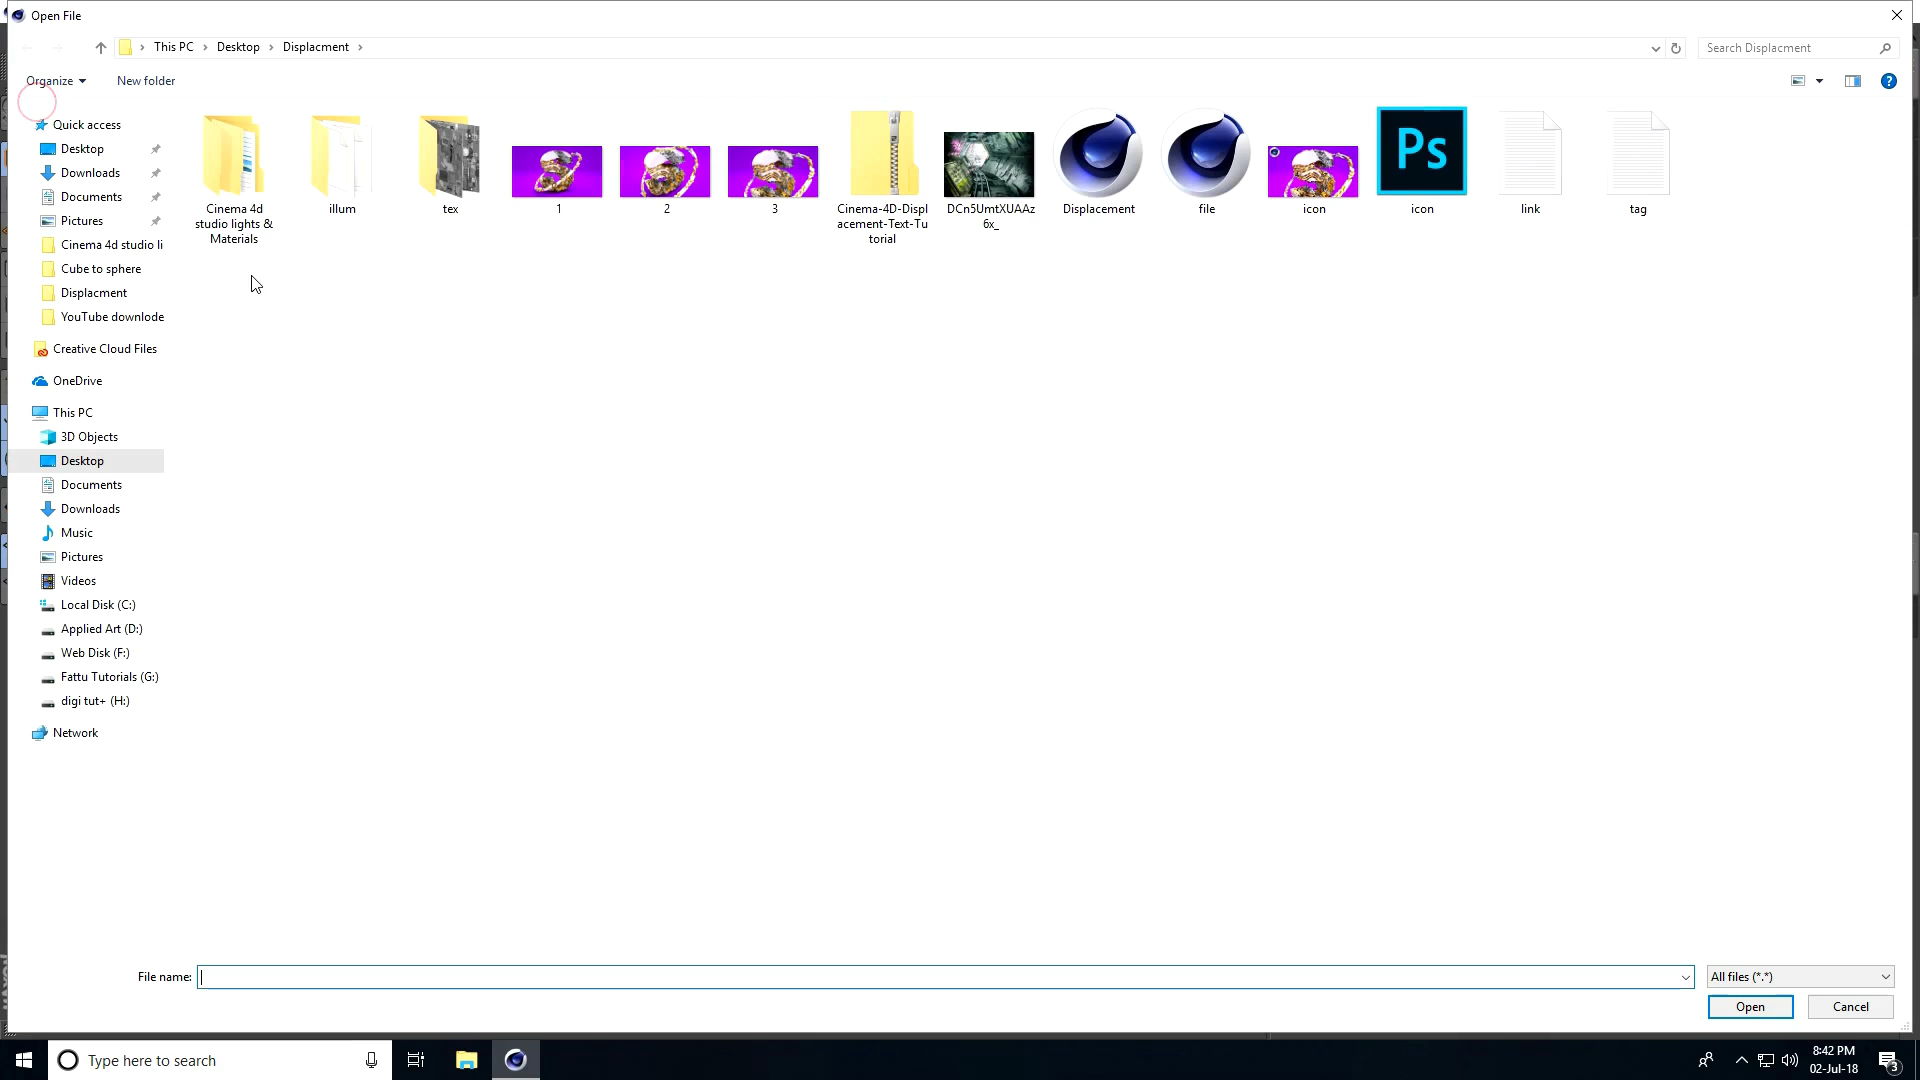 Open File
This PC
Desktop
Displacment
Search Displacment
Organize
New folder
Quick access
Desktop
Downloads
Documents
Pictures
Cinema 4d studio li
Cube to sphere
Displacment
YouTube downlode
Creative Cloud Files
OneDrive
This PC
3D Objects
Desktop
Documents
Downloads
Music
Pictures
Videos
Local Disk (C:)
Applied Art (D:)
Web Disk (F:)
Fattu Tutorials (G:)
digi tut+ (H:)
Network
Cinema 4d
studio lights &
Materials
illum
tex
1
2
3
Cinema-4D-Displ
acement-Text-Tu
torial
DCn5UmtXUAAz
6x_
Displacement
file
icon
Ps
icon
link
tag
File name:
All files (*.*)
Open
Cancel
Type here to search
8:42 PM
02-Jul-18
3